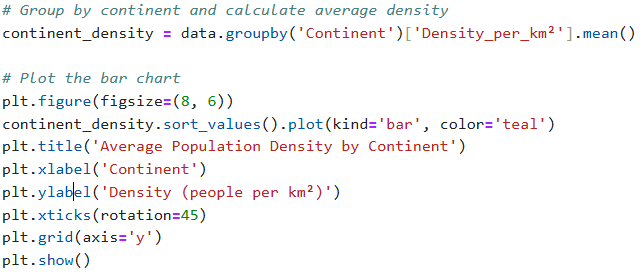 # Group by continent and calculate average density
continent_density = data.groupby('Continent')['Density_per_km²'].mean()
# Plot the bar chart
plt.figure(figsize=(8, 6))
continent_density.sort_values().plot(kind='bar', color='teal')
plt.title('Average Population Density by Continent')
plt.xlabel('Continent')
plt.ylabel('Density (people per km²)')
plt.xticks(rotation=45)
plt.grid(axis='y')
plt.show()